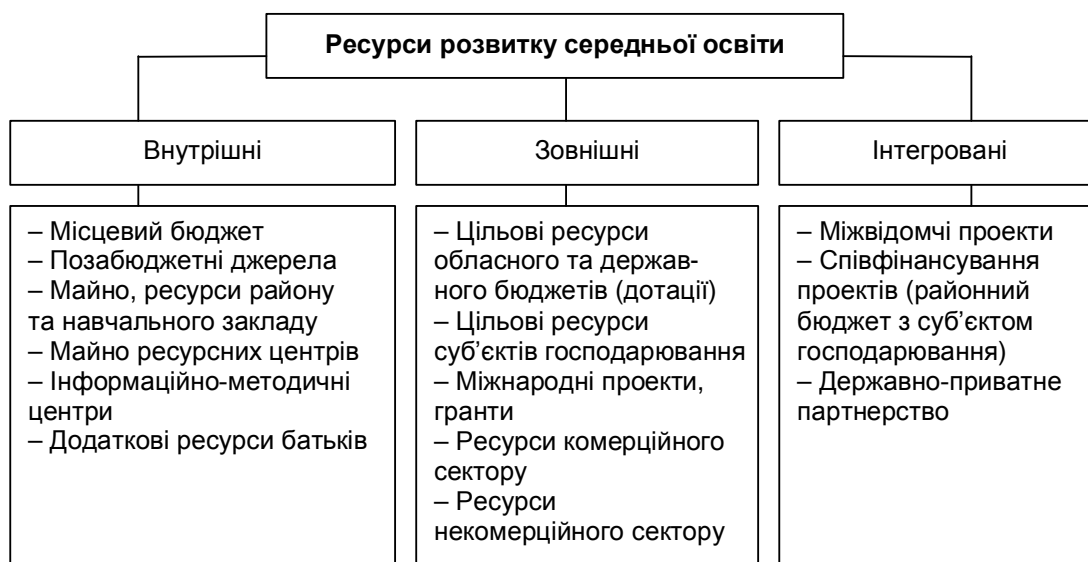 Ресурси розвитку середньої освіти
Внутрішні
Зовнішні
Інтегровані
– Місцевий бюджет
– Позабюджетні джерела
– Майно, ресурси району
та навчального закладу
– Майно ресурсних центрів
– Інформаційно-методичні
центри
– Додаткові ресурси батьків
– Цільові ресурси
обласного та держав-
ного бюджетів (дотації)
– Цільові ресурси
суб’єктів господарювання
– Міжнародні проекти,
гранти
– Ресурси комерційного
сектору
– Ресурси
некомерційного сектору
– Міжвідомчі проекти
– Співфінансування
проектів (районний
бюджет з суб’єктом
господарювання)
– Державно-приватне
партнерство